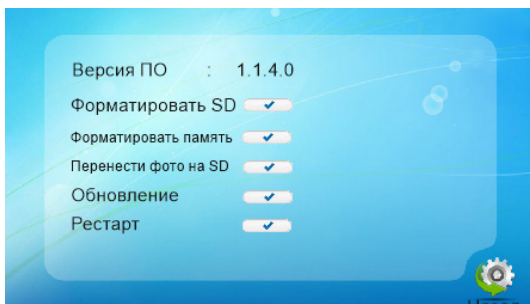 Версия ПО : 1.1.4.0
Форматировать SD
Форматировать память
Перенести фото на SD
Обновление
Рестарт